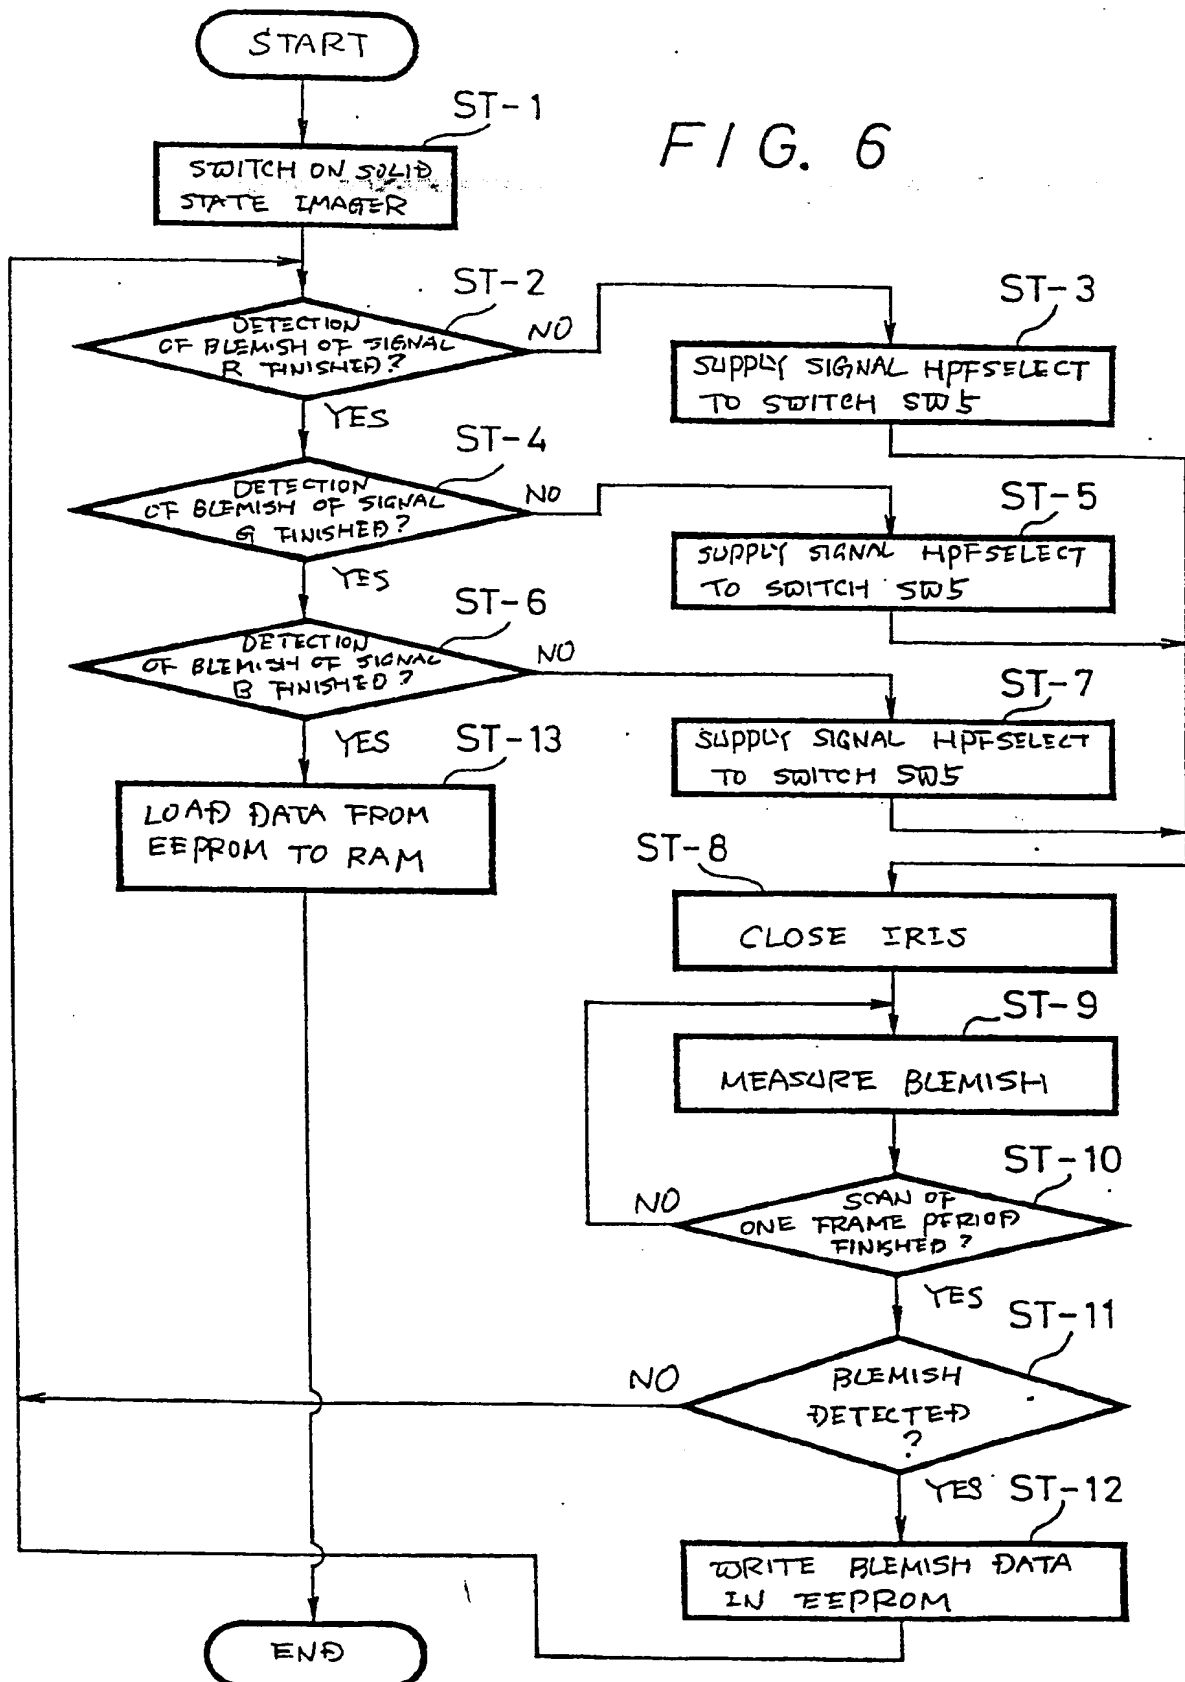 START
ST-1
FIG. 6
SWITCH ON SOLID
STATE IMAGER
ST-2
ST-3
DETECTION
OF BLEMISH OF SIGNAL
R FINISHED?
NO
SUPPLY SIGNAL HPFSELECT
TO SWITCH SW5
YES
ST-4
ST-5
DETECTION
OF BLEMISH OF SIGNAL
G FINISHED?
NO
SUPPLY SIGNAL HPFSELECT
TO SWITCH SW5
YES
ST-6
ST-7
DETECTION
OF BLEMISH OF SIGNAL
B FINISHED?
NO
SUPPLY SIGNAL HPFSELECT
TO SWITCH SW5
YES
ST-13
LOAD DATA FROM
EEPROM TO RAM
ST-8
CLOSE IRIS
ST-9
MEASURE BLEMISH
ST-10
NO
SCAN OF
ONE FRAME PERIOD
FINISHED?
YES
ST-11
NO
BLEMISH
DETECTED
?
YES
ST-12
WRITE BLEMISH DATA
IN EEPROM
END